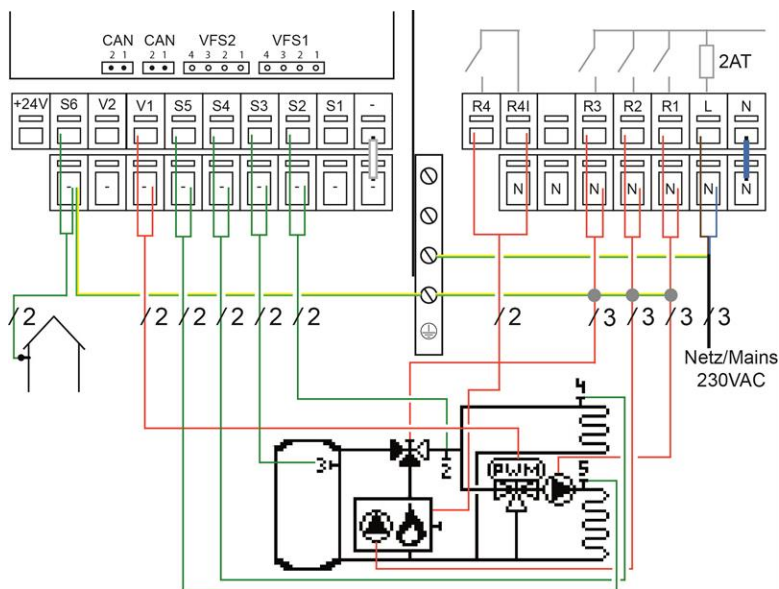 CAN CAN VFS2 VFS1
2 1 2 1 4 3 2 1 4 3 2 1
2AT
+24V S6 V2 V1 S5 S4 S3 S2 S1 -
R4 R4I R3 R2 R1 L N
- - - - - - - -
N N N N N N N
/2 /2 /2 /2 /2 /2 /2 /3 /3 /3 /3
Netz/Mains
230VAC
4
3 2 PWM 5